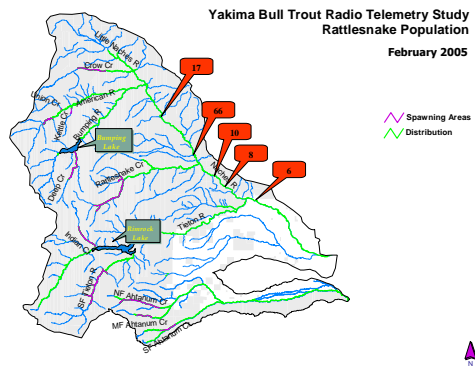 Yakima Bull Trout Radio Telemetry Study
Rattlesnake Population
February 2005
Spawning Areas
Distribution
Little Naches R
17
Crow Cr
American R
Union Cr
Kettle Cr
Bumping R
Bumping
Lake
66
10
8
6
Naches R
Rattlesnake Cr
Deep Cr
Tieton R
Rimrock
Lake
Indian Cr
SF Tieton R
NF Ahtanum Cr
MF Ahtanum Cr
SF Ahtanum Cr
N